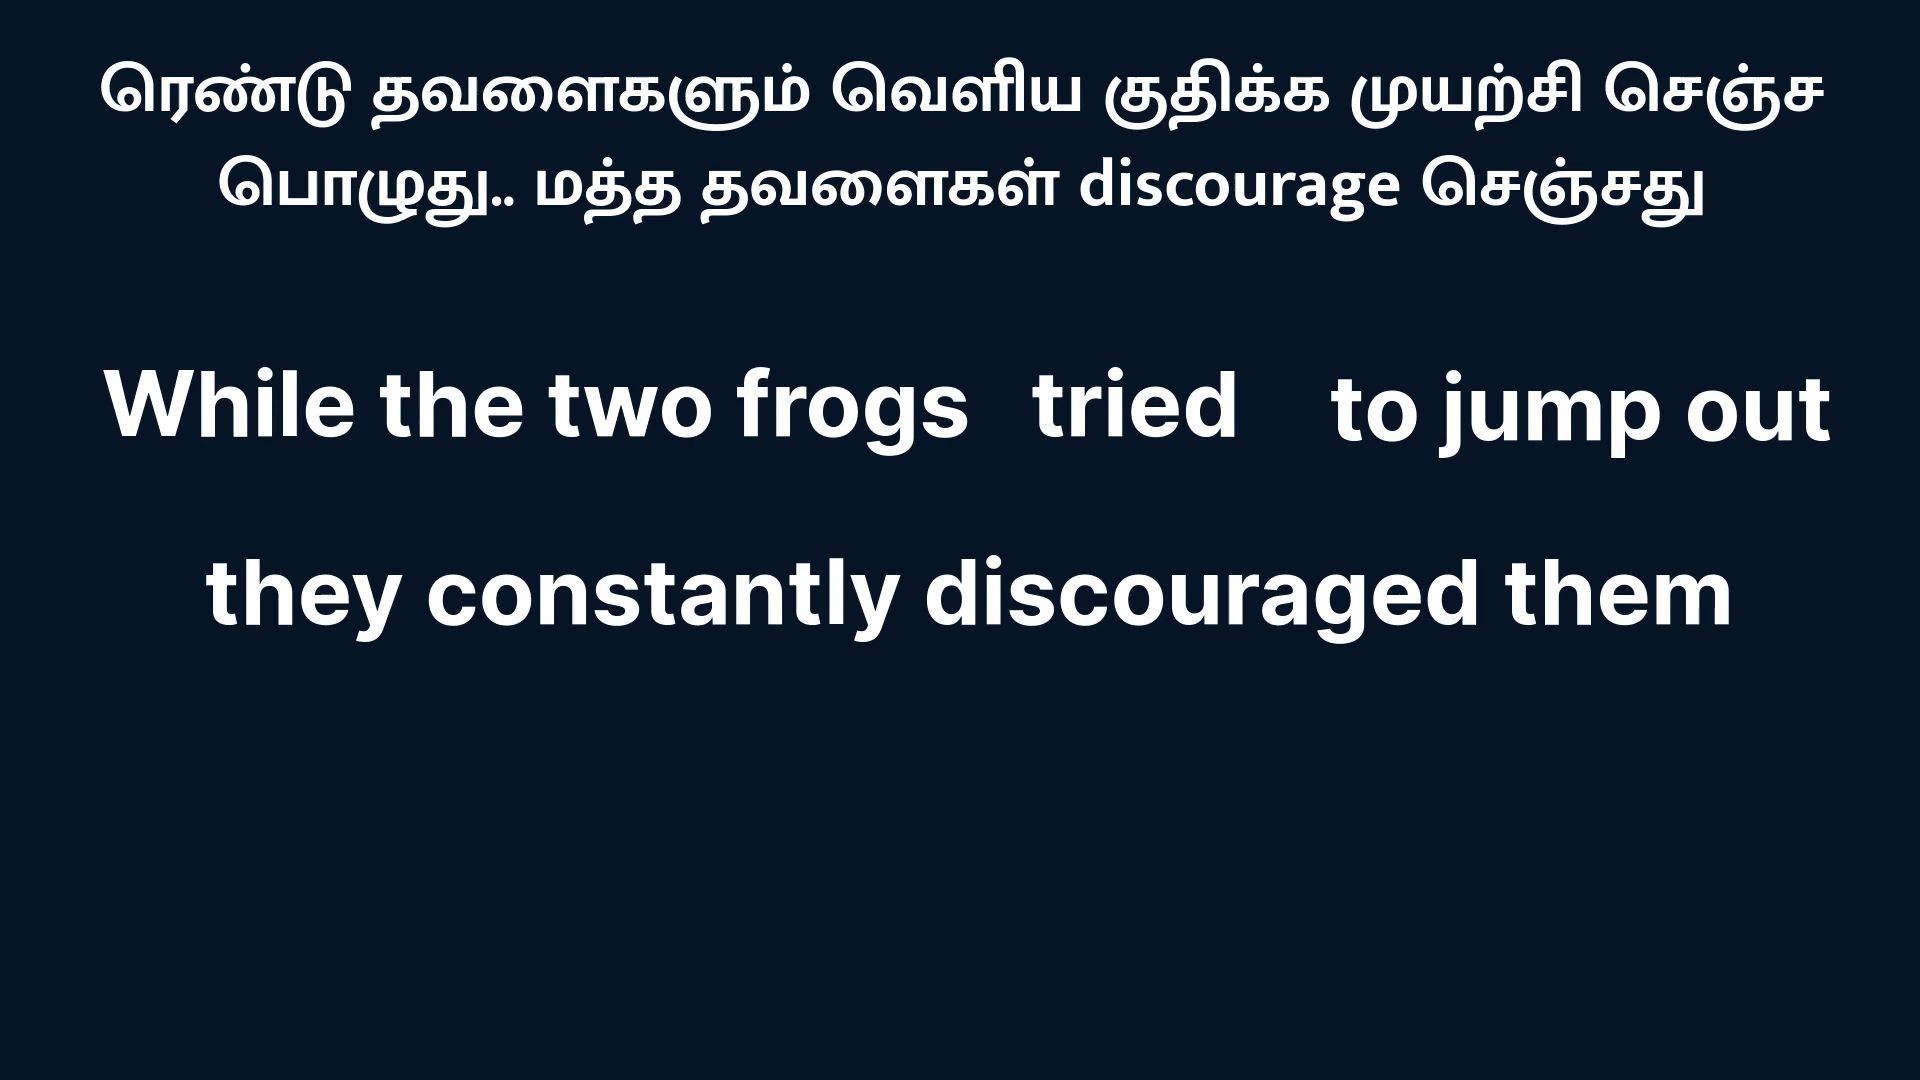 ரெண்டு தவளைகளும் வெளிய குதிக்க முயற்சி செஞ்ச
பொழுது.. மத்த தவளைகள் discourage செஞ்சது
While the two frogs tried to jump out
they constantly discouraged them